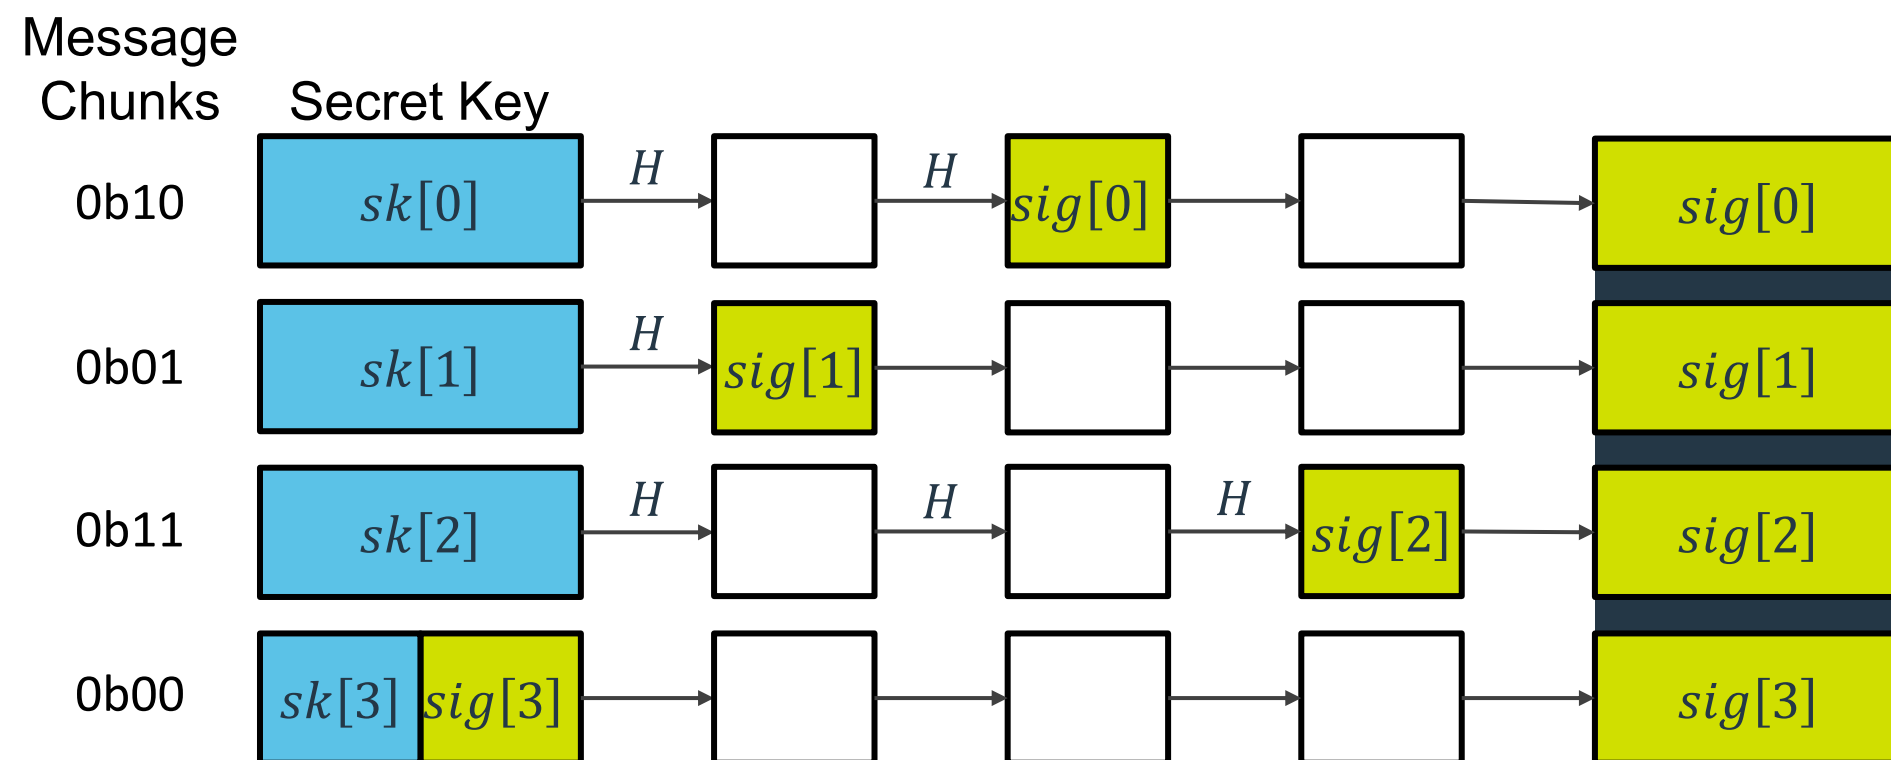 Message
Chunks Secret Key
0b10 sk[0] H H sig[0] sig[0]
0b01 sk[1] H sig[1] sig[1]
0b11 sk[2] H H H sig[2] sig[2]
0b00 sk[3] sig[3] sig[3]